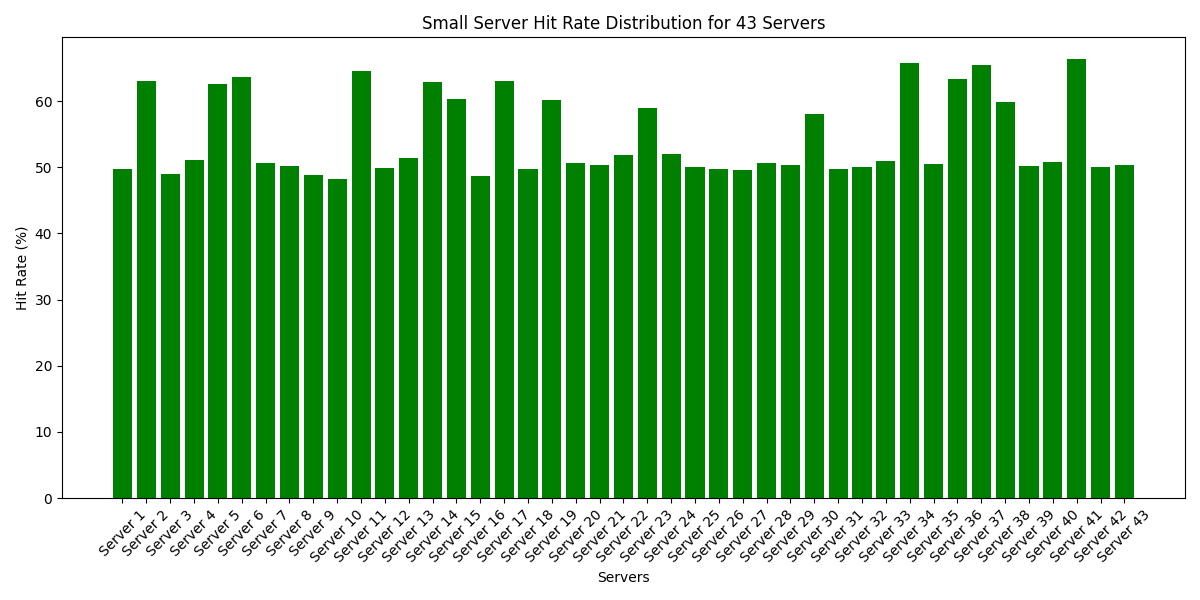 Small Server Hit Rate Distribution for 43 Servers
Hit Rate (%)
60
50
40
30
20
10
0
Server 1
Server 2
Server 3
Server 4
Server 5
Server 6
Server 7
Server 8
Server 9
Server 10
Server 11
Server 12
Server 13
Server 14
Server 15
Server 16
Server 17
Server 18
Server 19
Server 20
Server 21
Server 22
Server 23
Server 24
Server 25
Server 26
Server 27
Server 28
Server 29
Server 30
Server 31
Server 32
Server 33
Server 34
Server 35
Server 36
Server 37
Server 38
Server 39
Server 40
Server 41
Server 42
Server 43
Servers